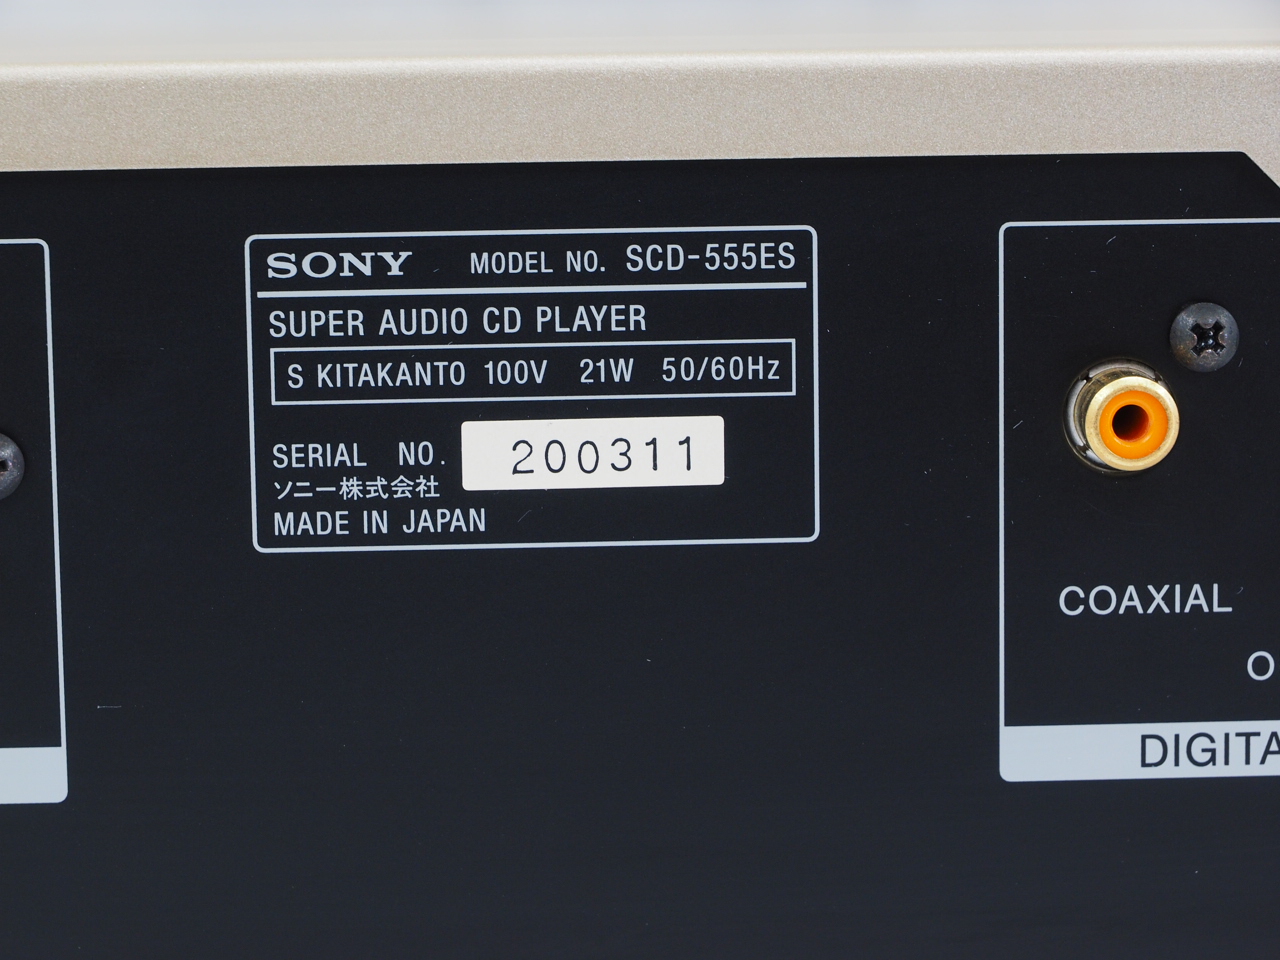 SONY MODEL NO. SCD-555ES
SUPER AUDIO CD PLAYER
S KITAKANTO 100V 21W 50/60Hz
SERIAL NO. 200311
ソニー株式会社
MADE IN JAPAN
COAXIAL
O
DIGITA